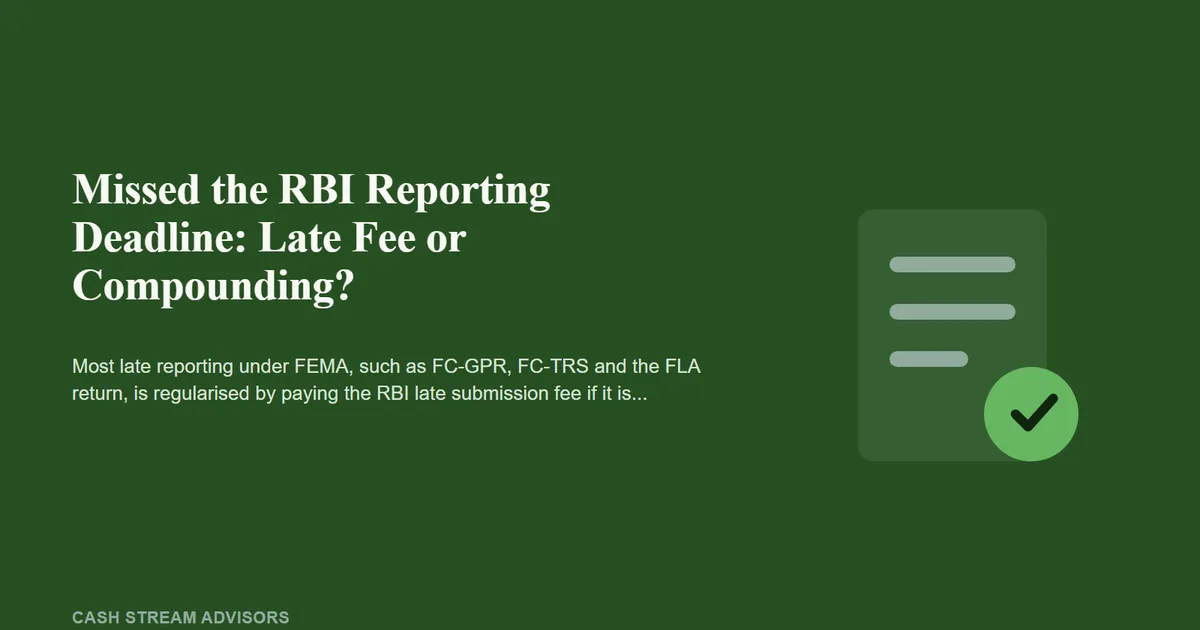 Missed the RBI Reporting
Deadline: Late Fee or
Compounding?
Most late reporting under FEMA, such as FC-GPR, FC-TRS and the FLA
return, is regularised by paying the RBI late submission fee if it is...
CASH STREAM ADVISORS